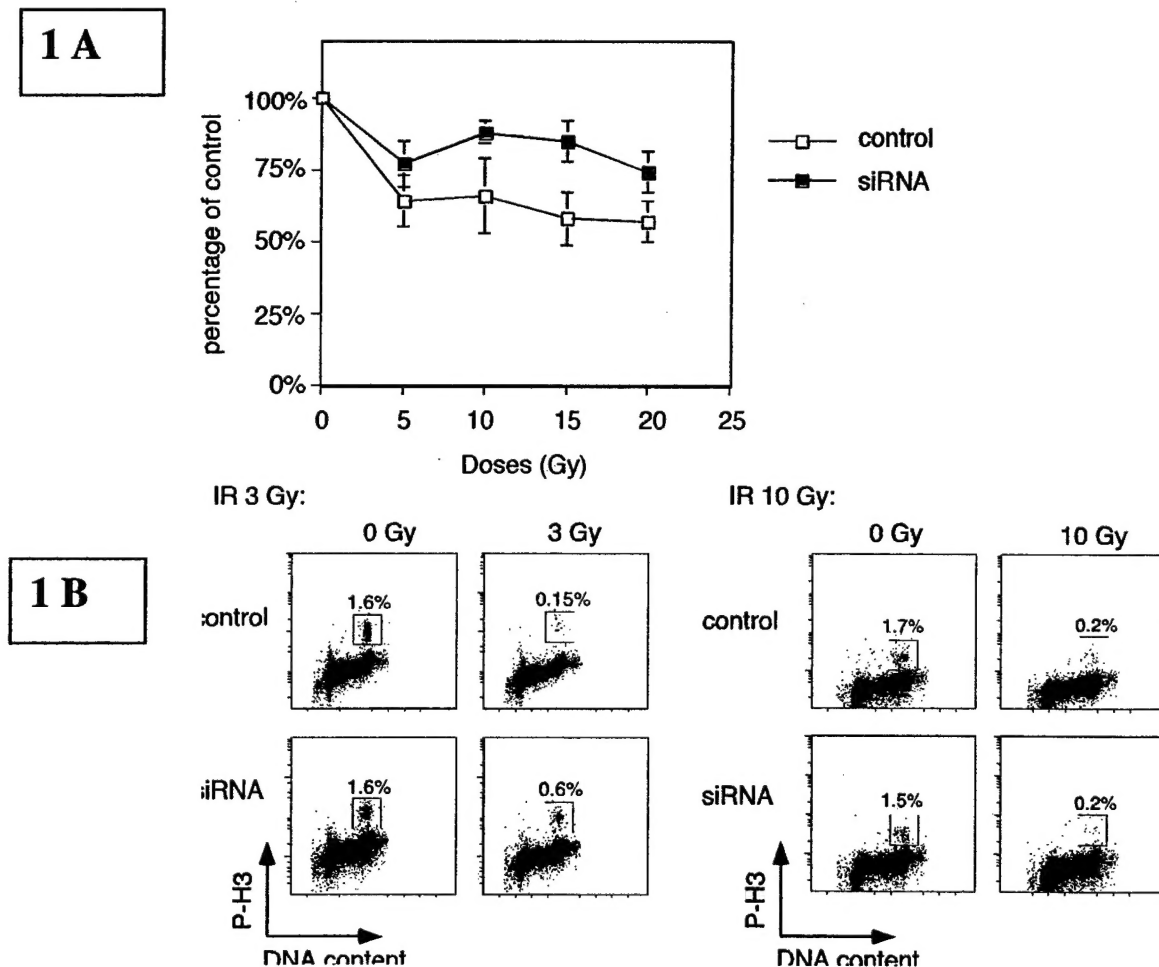 1 A
percentage of control
100%
75%
50%
25%
0%
0 5 10 15 20 25
Doses (Gy)
control
siRNA
1 B
IR 3 Gy:
0 Gy 3 Gy
control
1.6%
0.15%
siRNA
1.6%
0.6%
P-H3
DNA content
IR 10 Gy:
0 Gy 10 Gy
control
1.7%
0.2%
siRNA
1.5%
0.2%
P-H3
DNA content